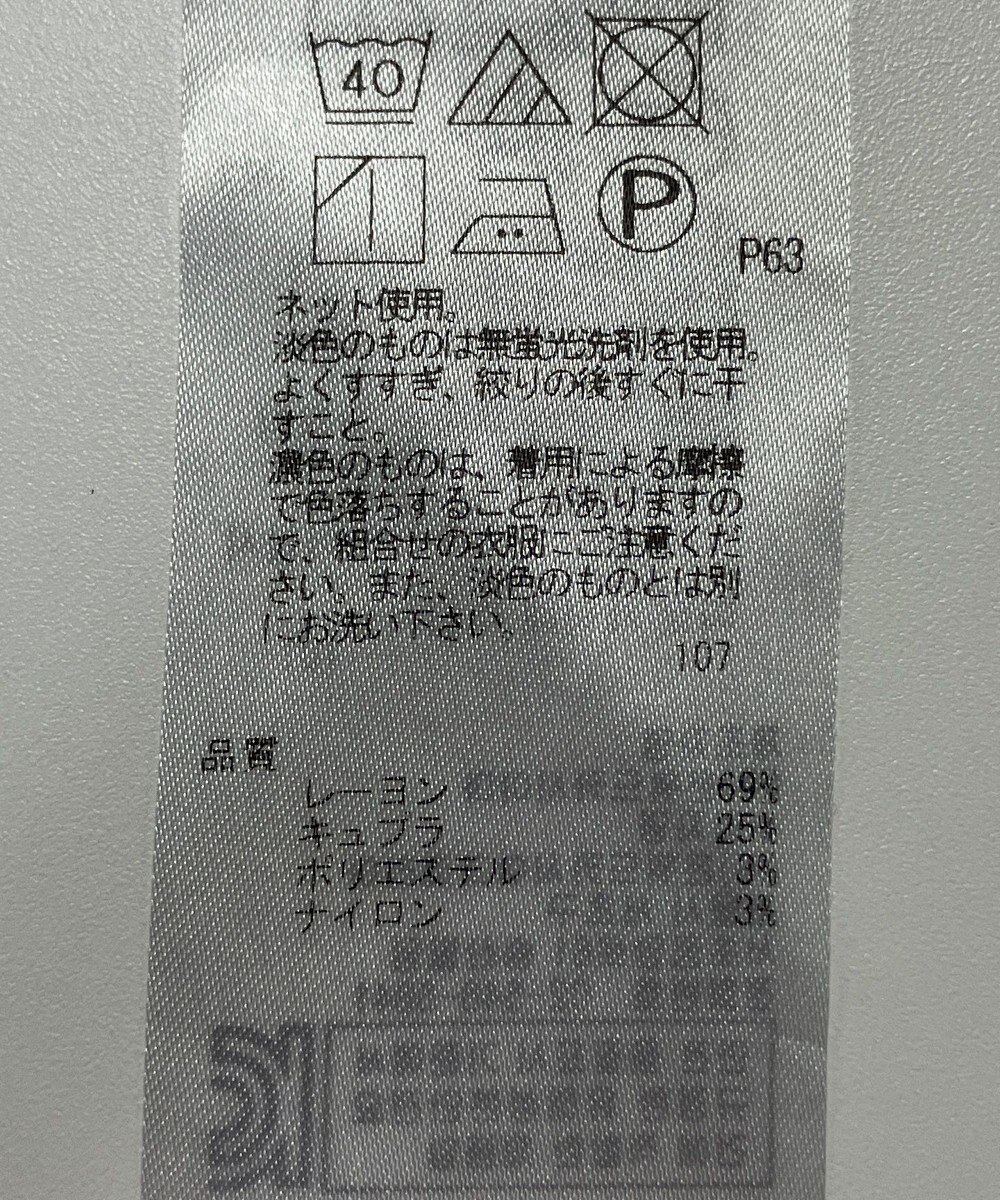 40
P
P63
ネット使用。
淡色のものは無蛍光洗剤を使用。
よくすすぎ、絞りの後すぐに干
すこと。
濃色のものは、着用による摩擦
で色落ちすることがありますの
で、組合せの衣服にご注意くだ
さい。また、淡色のものとは別
にお洗い下さい。
107
品質
レーヨン 69%
キュプラ 25%
ポリエステル 3%
ナイロン 3%